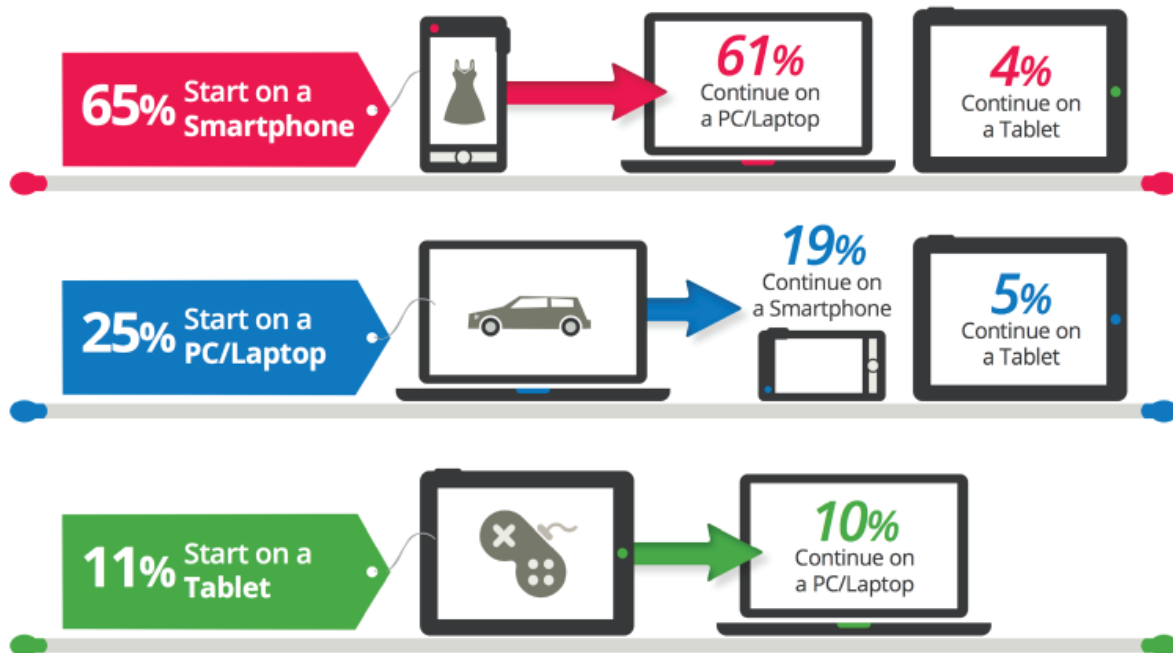 65% Start on a
Smartphone
61%
Continue on
a PC/Laptop
4%
Continue on
a Tablet
25% Start on a
PC/Laptop
19%
Continue on
a Smartphone
5%
Continue on
a Tablet
11% Start on a
Tablet
10%
Continue on
a PC/Laptop